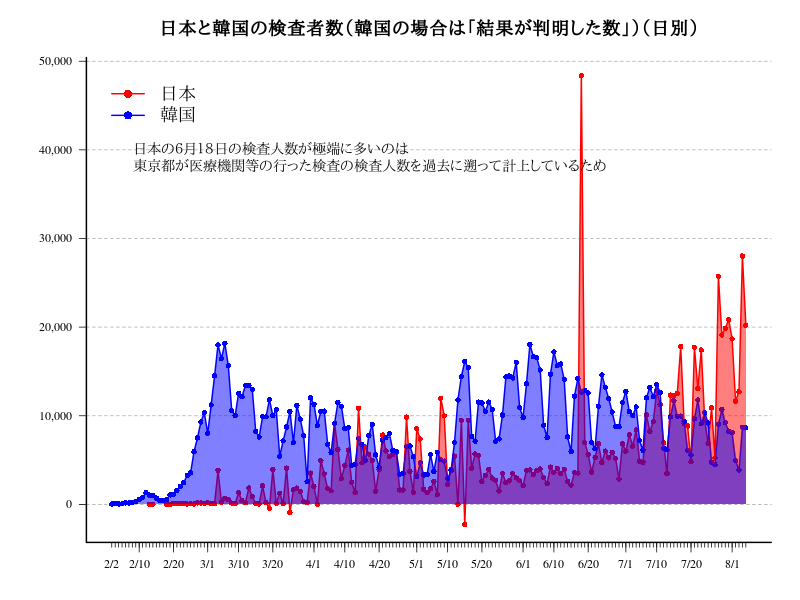 日本と韓国の検査者数(韓国の場合は「結果が判明した数」)(日別)
50,000
日本
韓国
日本の6月18日の検査人数が極端に多いのは
東京都が医療機関等の行った検査の検査人数を過去に遡って計上しているため
40,000
30,000
20,000
10,000
0
2/2 2/10 2/20 3/1 3/10 3/20 4/1 4/10 4/20 5/1 5/10 5/20 6/1 6/10 6/20 7/1 7/10 7/20 8/1